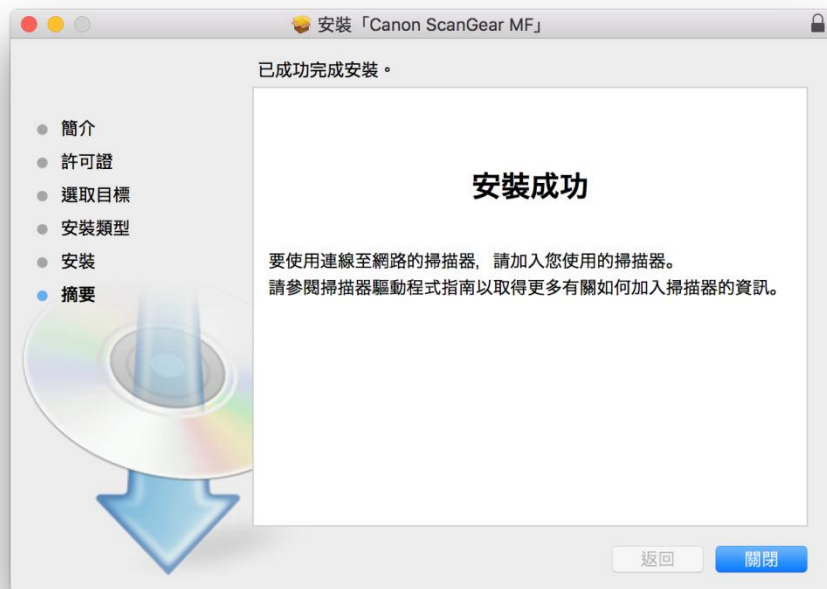 安裝「Canon ScanGear MF」
已成功完成安裝。
簡介
許可證
選取目標
安裝類型
安裝
摘要
安裝成功
要使用連線至網路的掃描器，請加入您使用的掃描器。
請參閱掃描器驅動程式指南以取得更多有關如何加入掃描器的資訊。
返回
關閉